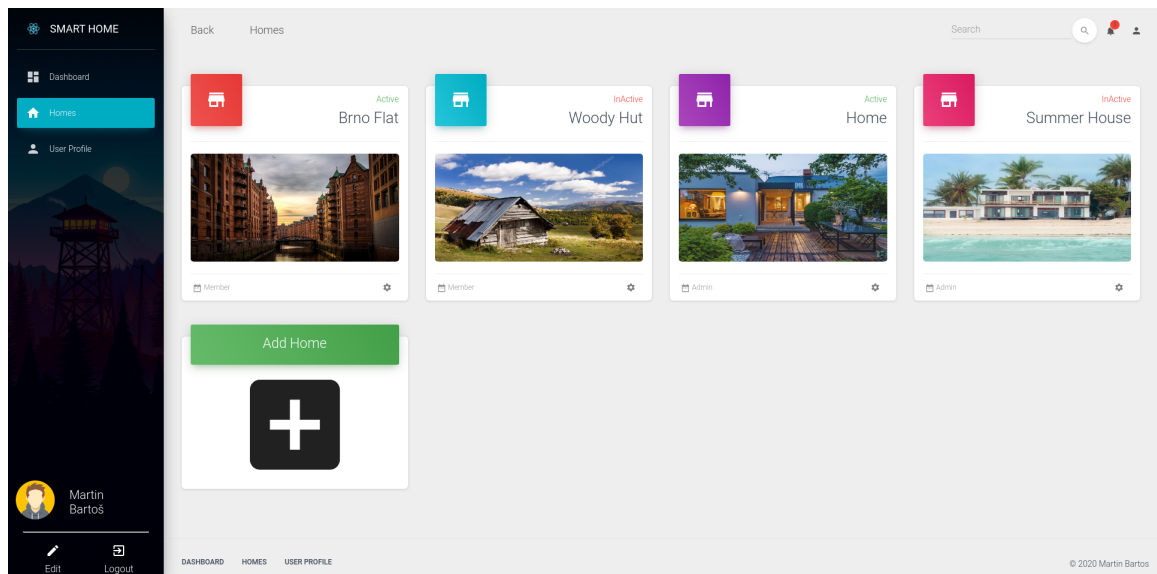 SMART HOME
Dashboard
Homes
User Profile
Martin
Bartoš
Edit
Logout
Back
Homes
Search
Active
Brno Flat
Member
InActive
Woody Hut
Member
Active
Home
Admin
InActive
Summer House
Admin
Add Home
DASHBOARD
HOMES
USER PROFILE
© 2020 Martin Bartos